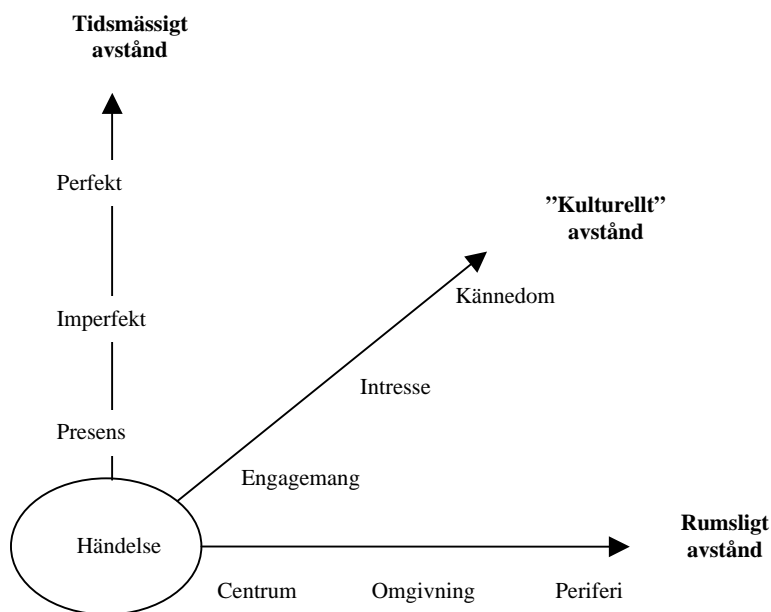 Tidsmässigt
avstånd
Perfekt
”Kulturellt”
avstånd
Kännedom
Imperfekt
Intresse
Presens
Engagemang
Rumsligt
avstånd
Händelse
Centrum Omgivning Periferi